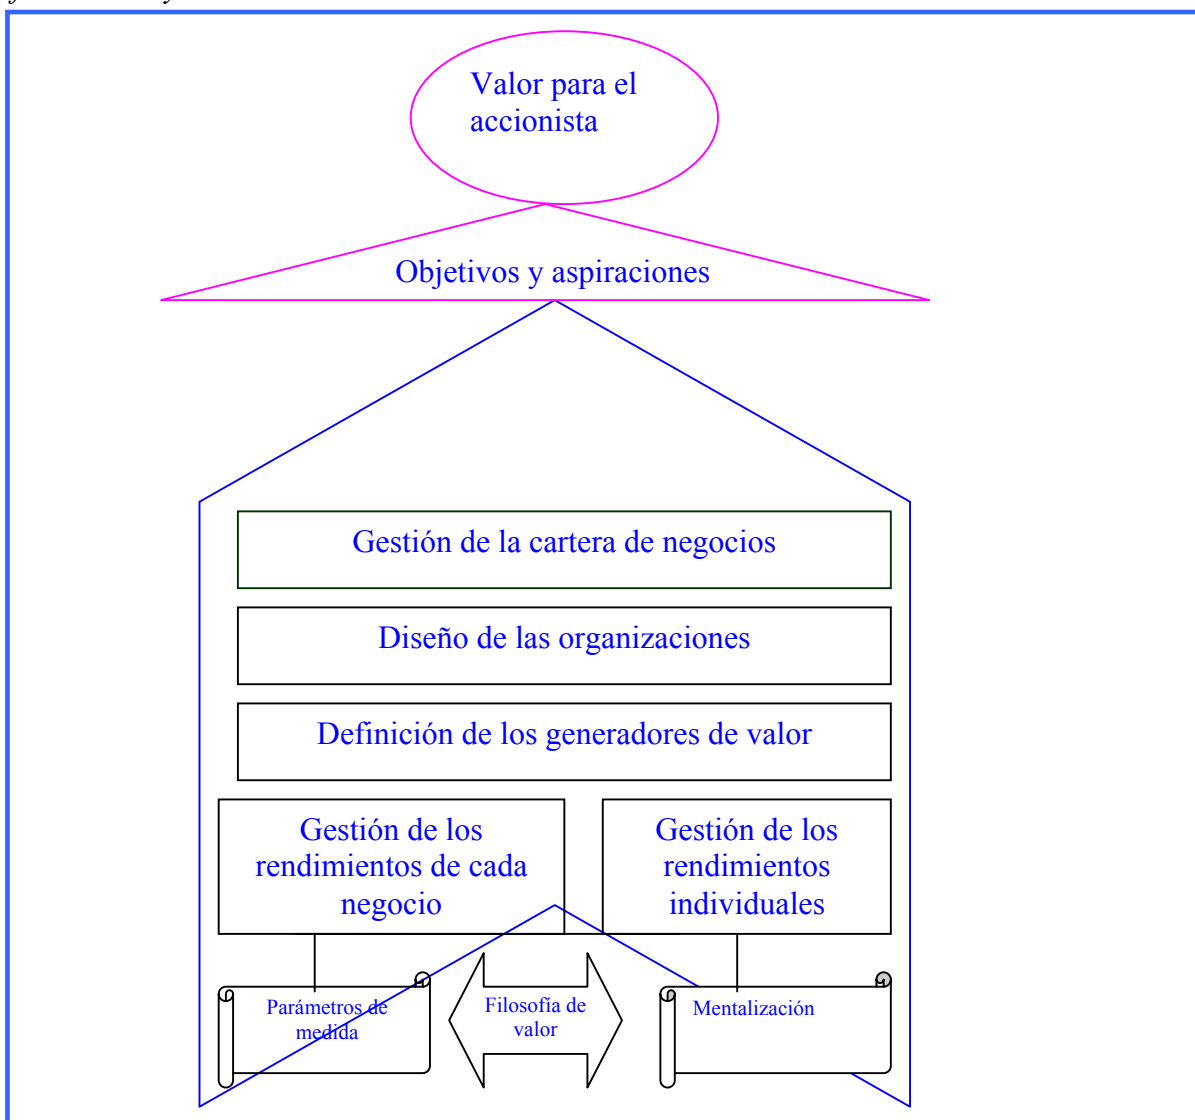 Valor para el
accionista
Objetivos y aspiraciones
Gestión de la cartera de negocios
Diseño de las organizaciones
Definición de los generadores de valor
Gestión de los
rendimientos de cada
negocio
Gestión de los
rendimientos
individuales
Parámetros de
medida
Filosofía de
valor
Mentalización